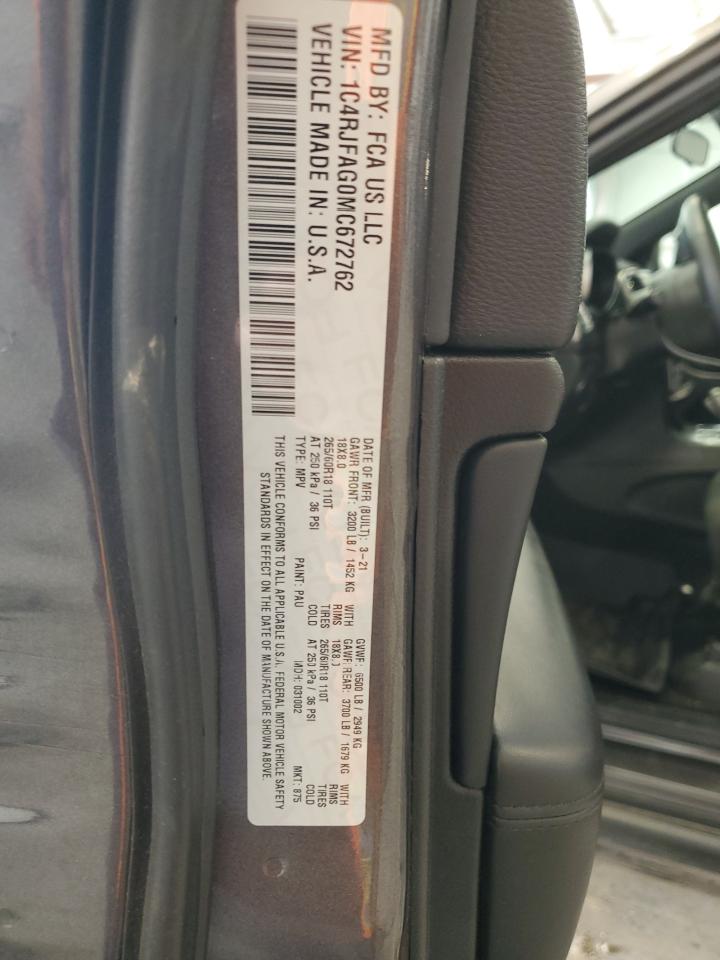 MFD BY: FCA US LLC
VIN: 1C4RJFAG0MC672762
VEHICLE MADE IN: U.S.A.
DATE OF MFR (BUILT): 3-21 GVWR: 6500 LB / 2949 KG
GAWR FRONT: 3200 LB / 1452 KG WITH GAWR REAR: 3700 LB / 1679 KG WITH
18X8.0 RIMS 18X8.0 RIMS
265/60R18 110T TIRES 265/60R18 110T TIRES
AT 250 kPa / 36 PSI COLD AT 250 kPa / 36 PSI COLD
TYPE: MPV PAINT: PAU MDH: 031002 MKT: 875
THIS VEHICLE CONFORMS TO ALL APPLICABLE U.S.A. FEDERAL MOTOR VEHICLE SAFETY
STANDARDS IN EFFECT ON THE DATE OF MANUFACTURE SHOWN ABOVE.